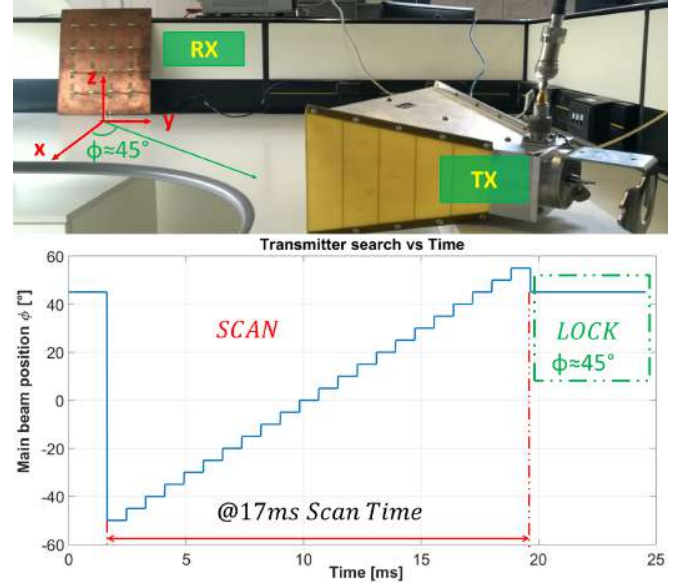 RX
z
y
x
ϕ≈45°
TX
Transmitter search vs Time
Main beam position ϕ [°]
60
40
20
0
-20
-40
-60
SCAN
LOCK
ϕ≈45°
@17ms Scan Time
0
5
10
15
20
25
Time [ms]